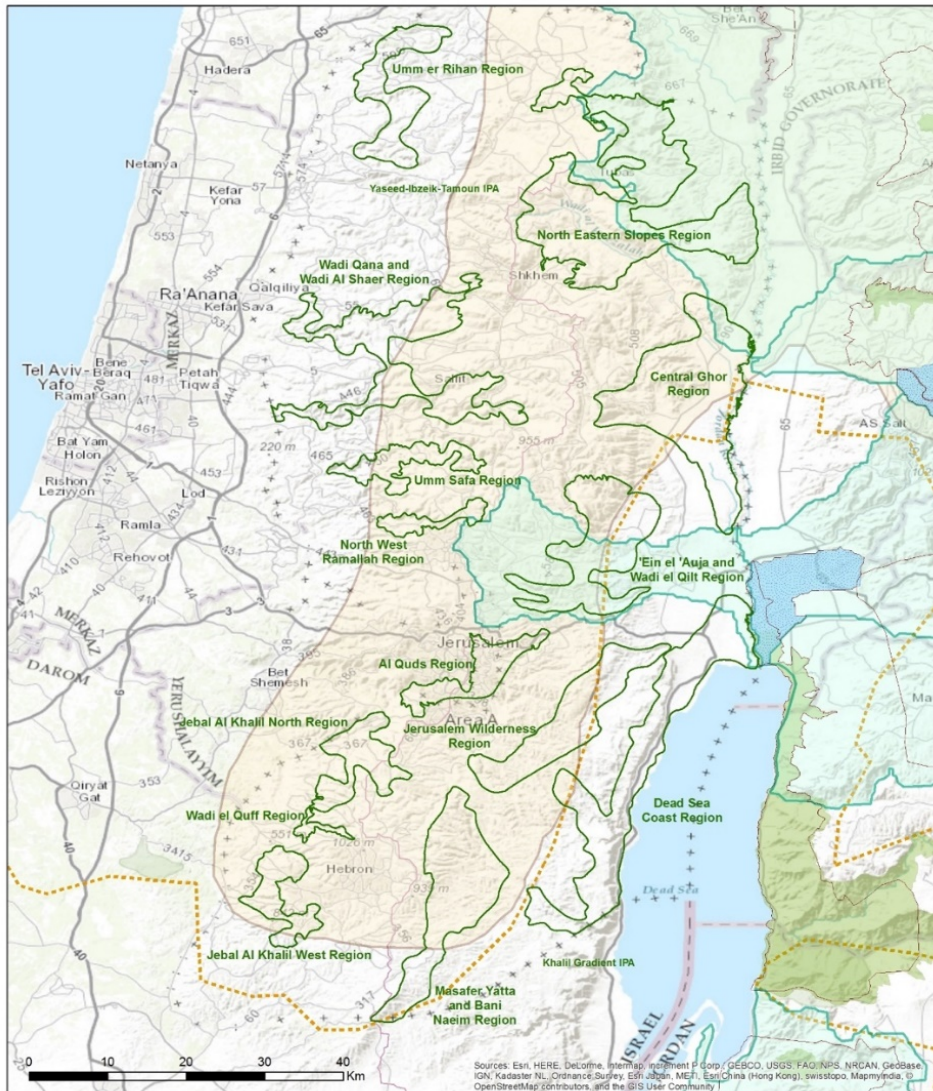 Hadera
Umm er Rihan Region
Netanya
Kefar
Yona
Yaseed-Ibzeik-Tamoun IPA
Tubas
IRBID GOVERNORATE
North Eastern Slopes Region
Shkhem
Wadi Qana and
Wadi Al Shaer Region
Qalqiliya
Ra'Anana
Kefar Sava
MERKAZ
Tel Aviv-
Yafo
Bene
Beraq
Ramat Gan
Petah
Tiqwa
Salfit
Central Ghor
Region
AS Salt
Bat Yam
Holon
220 m
955 m
Rishon
Leziyyon
Lod
Umm Safa Region
Ramla
Rehovot
North West
Ramallah Region
'Ein el 'Auja and
Wadi el Qilt Region
MERKAZ
DAROM
Jerusalem
Bet
Shemesh
Al Quds Region
YERUSHALAYYIM
Area A
Jebal Al Khalil North Region
Jerusalem Wilderness
Region
Qiryat
Gat
Wadi el Quff Region
Dead Sea
Coast Region
Hebron
Dead Sea
Jebal Al Khalil West Region
Khalil Gradient IPA
Masafer Yatta
and Bani
Naeim Region
ISRAEL
JORDAN
0 10 20 30 40
Km
Sources: Esri, HERE, DeLorme, Intermap, increment P Corp., GEBCO, USGS, FAO, NPS, NRCAN, GeoBase,
IGN, Kadaster NL, Ordnance Survey, Esri Japan, METI, Esri China (Hong Kong), swisstopo, MapmyIndia, ©
OpenStreetMap contributors, and the GIS User Community